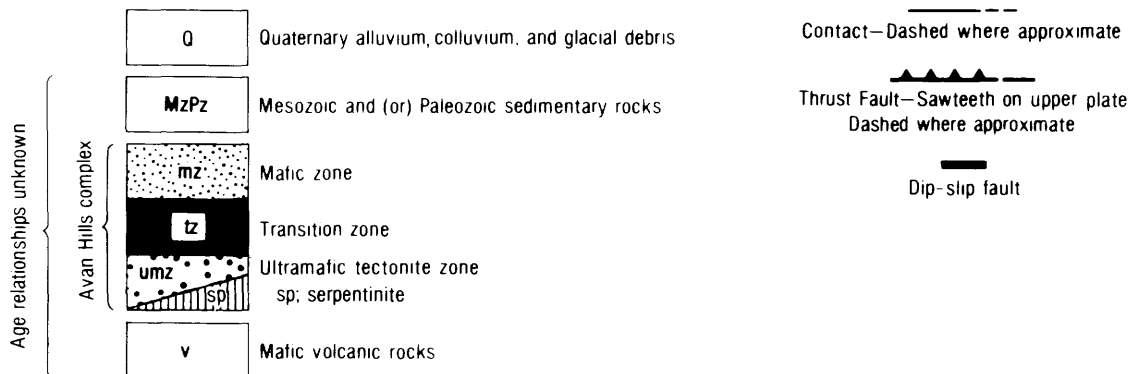 Q Quaternary alluvium, colluvium, and glacial debris
MzPz Mesozoic and (or) Paleozoic sedimentary rocks
mz Mafic zone
tz Transition zone
umz Ultramafic tectonite zone
sp sp; serpentinite
v Mafic volcanic rocks
Age relationships unknown
Avan Hills complex
Contact—Dashed where approximate
Thrust Fault—Sawteeth on upper plate
Dashed where approximate
Dip-slip fault